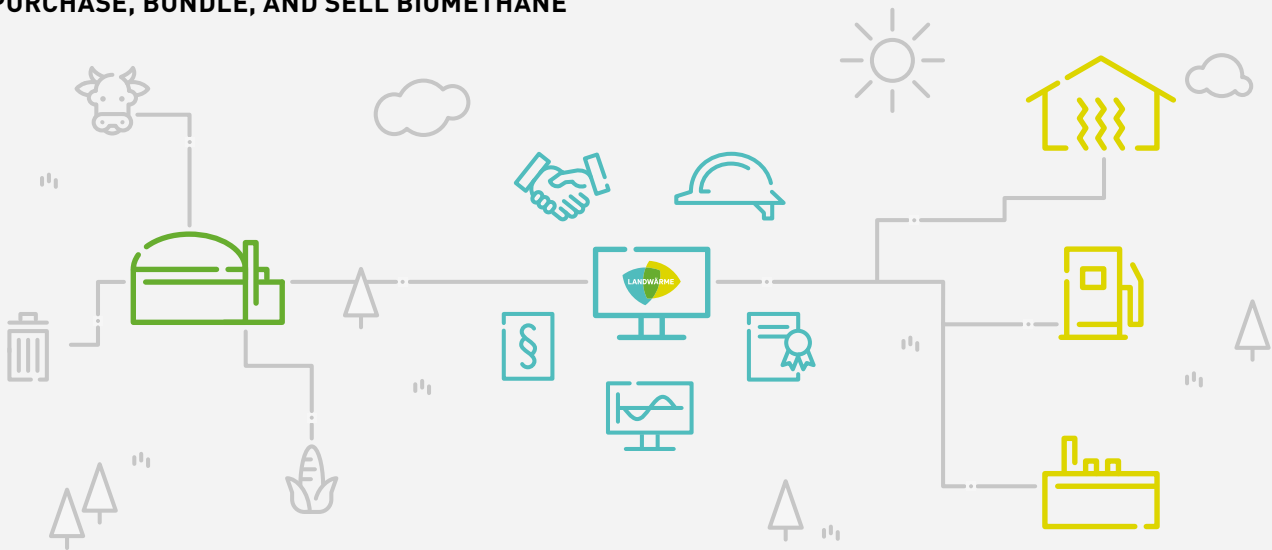 PURCHASE, BUNDLE, AND SELL BIOMETHANE
LANDWÄRME
§